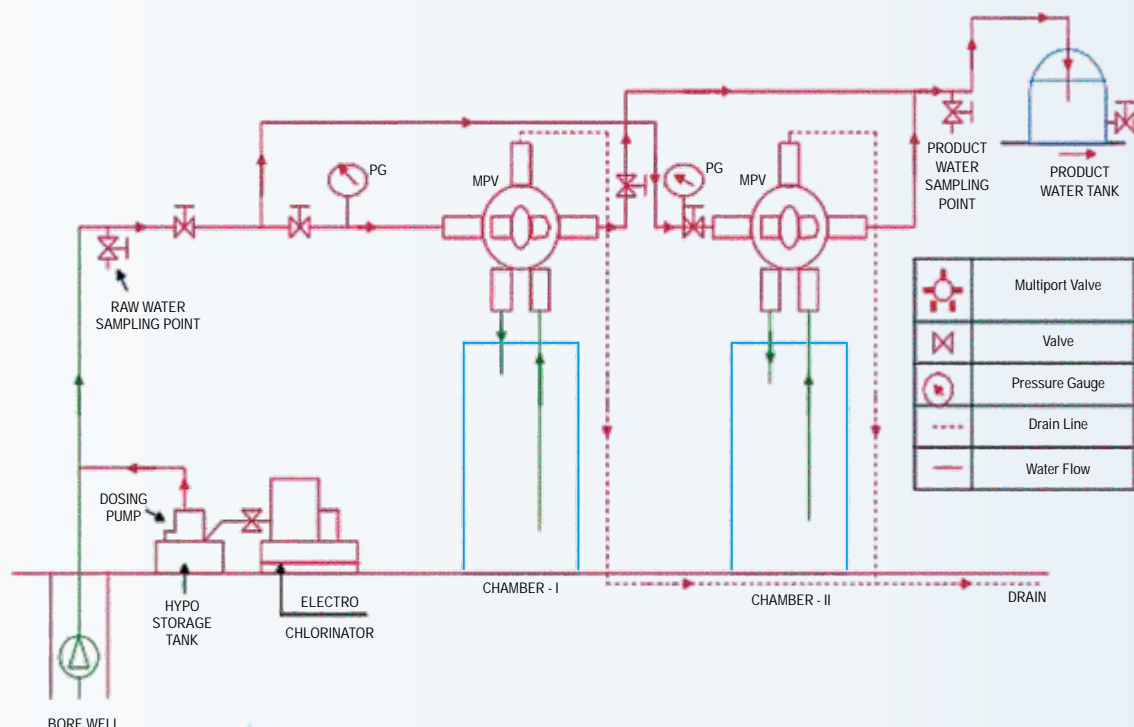 PG
MPV
PG
MPV
PRODUCT
WATER
SAMPLING
POINT
PRODUCT
WATER TANK
RAW WATER
SAMPLING POINT
Multiport Valve
Valve
Pressure Gauge
Drain Line
Water Flow
DOSING
PUMP
HYPO
STORAGE
TANK
ELECTRO
CHLORINATOR
CHAMBER - I
CHAMBER - II
DRAIN
BORE WELL